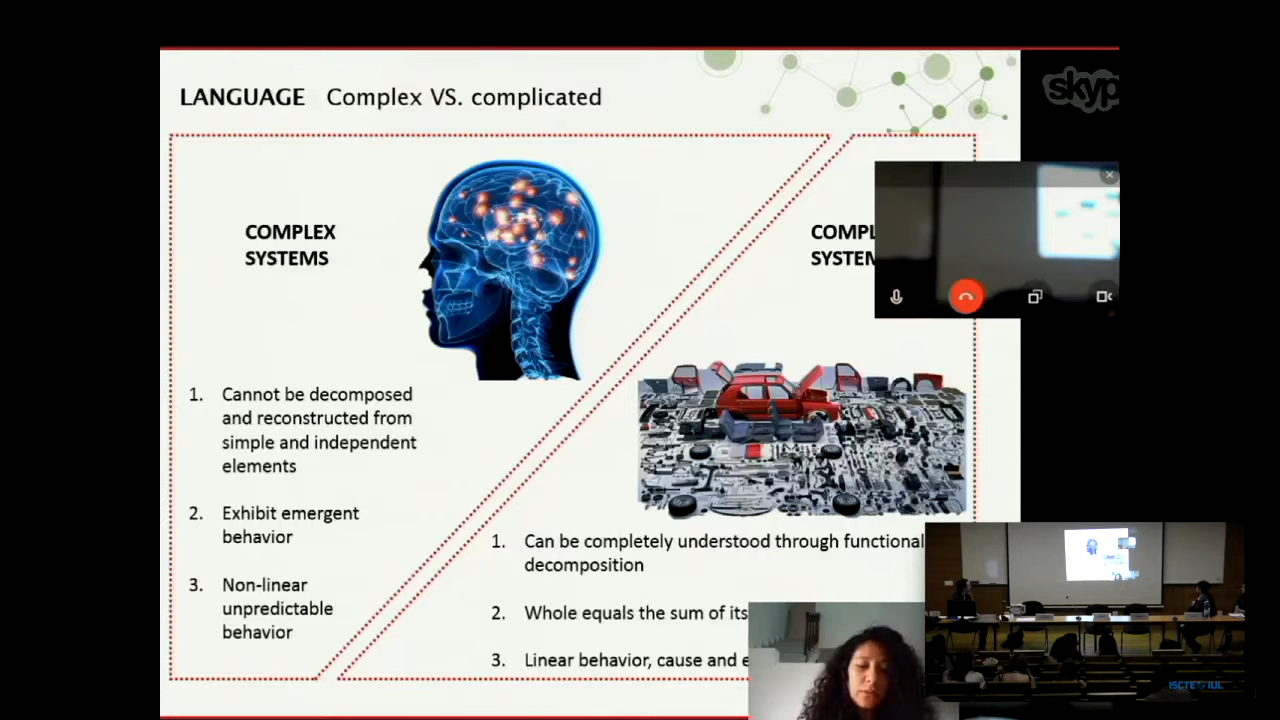 LANGUAGE Complex VS. complicated
skyp
COMPLEX
SYSTEMS
COMPL
SYSTEM
1. Cannot be decomposed
and reconstructed from
simple and independent
elements
2. Exhibit emergent
behavior
3. Non-linear
unpredictable
behavior
1. Can be completely understood through functional
decomposition
2. Whole equals the sum of its
3. Linear behavior, cause and e
ISCTE IUL